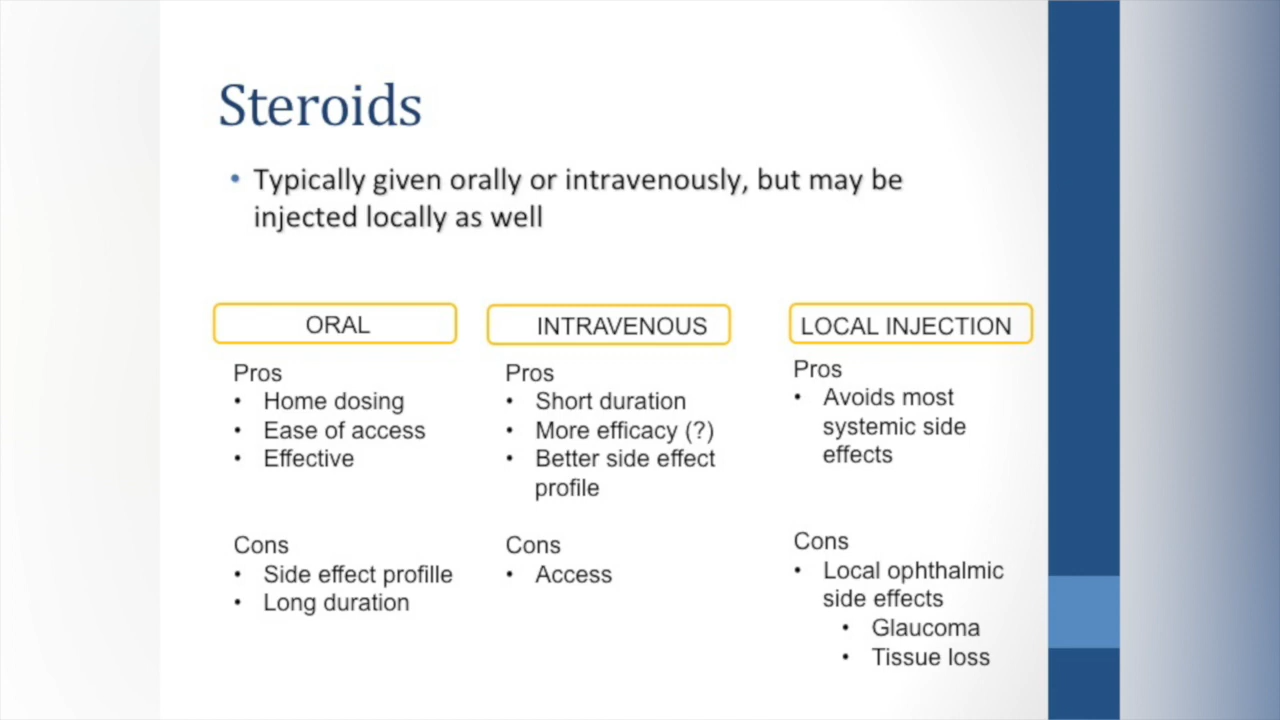 Steroids
• Typically given orally or intravenously, but may be
injected locally as well
ORAL
Pros
• Home dosing
• Ease of access
• Effective
Cons
• Side effect profille
• Long duration
INTRAVENOUS
Pros
• Short duration
• More efficacy (?)
• Better side effect
profile
Cons
• Access
LOCAL INJECTION
Pros
• Avoids most
systemic side
effects
Cons
• Local ophthalmic
side effects
• Glaucoma
• Tissue loss